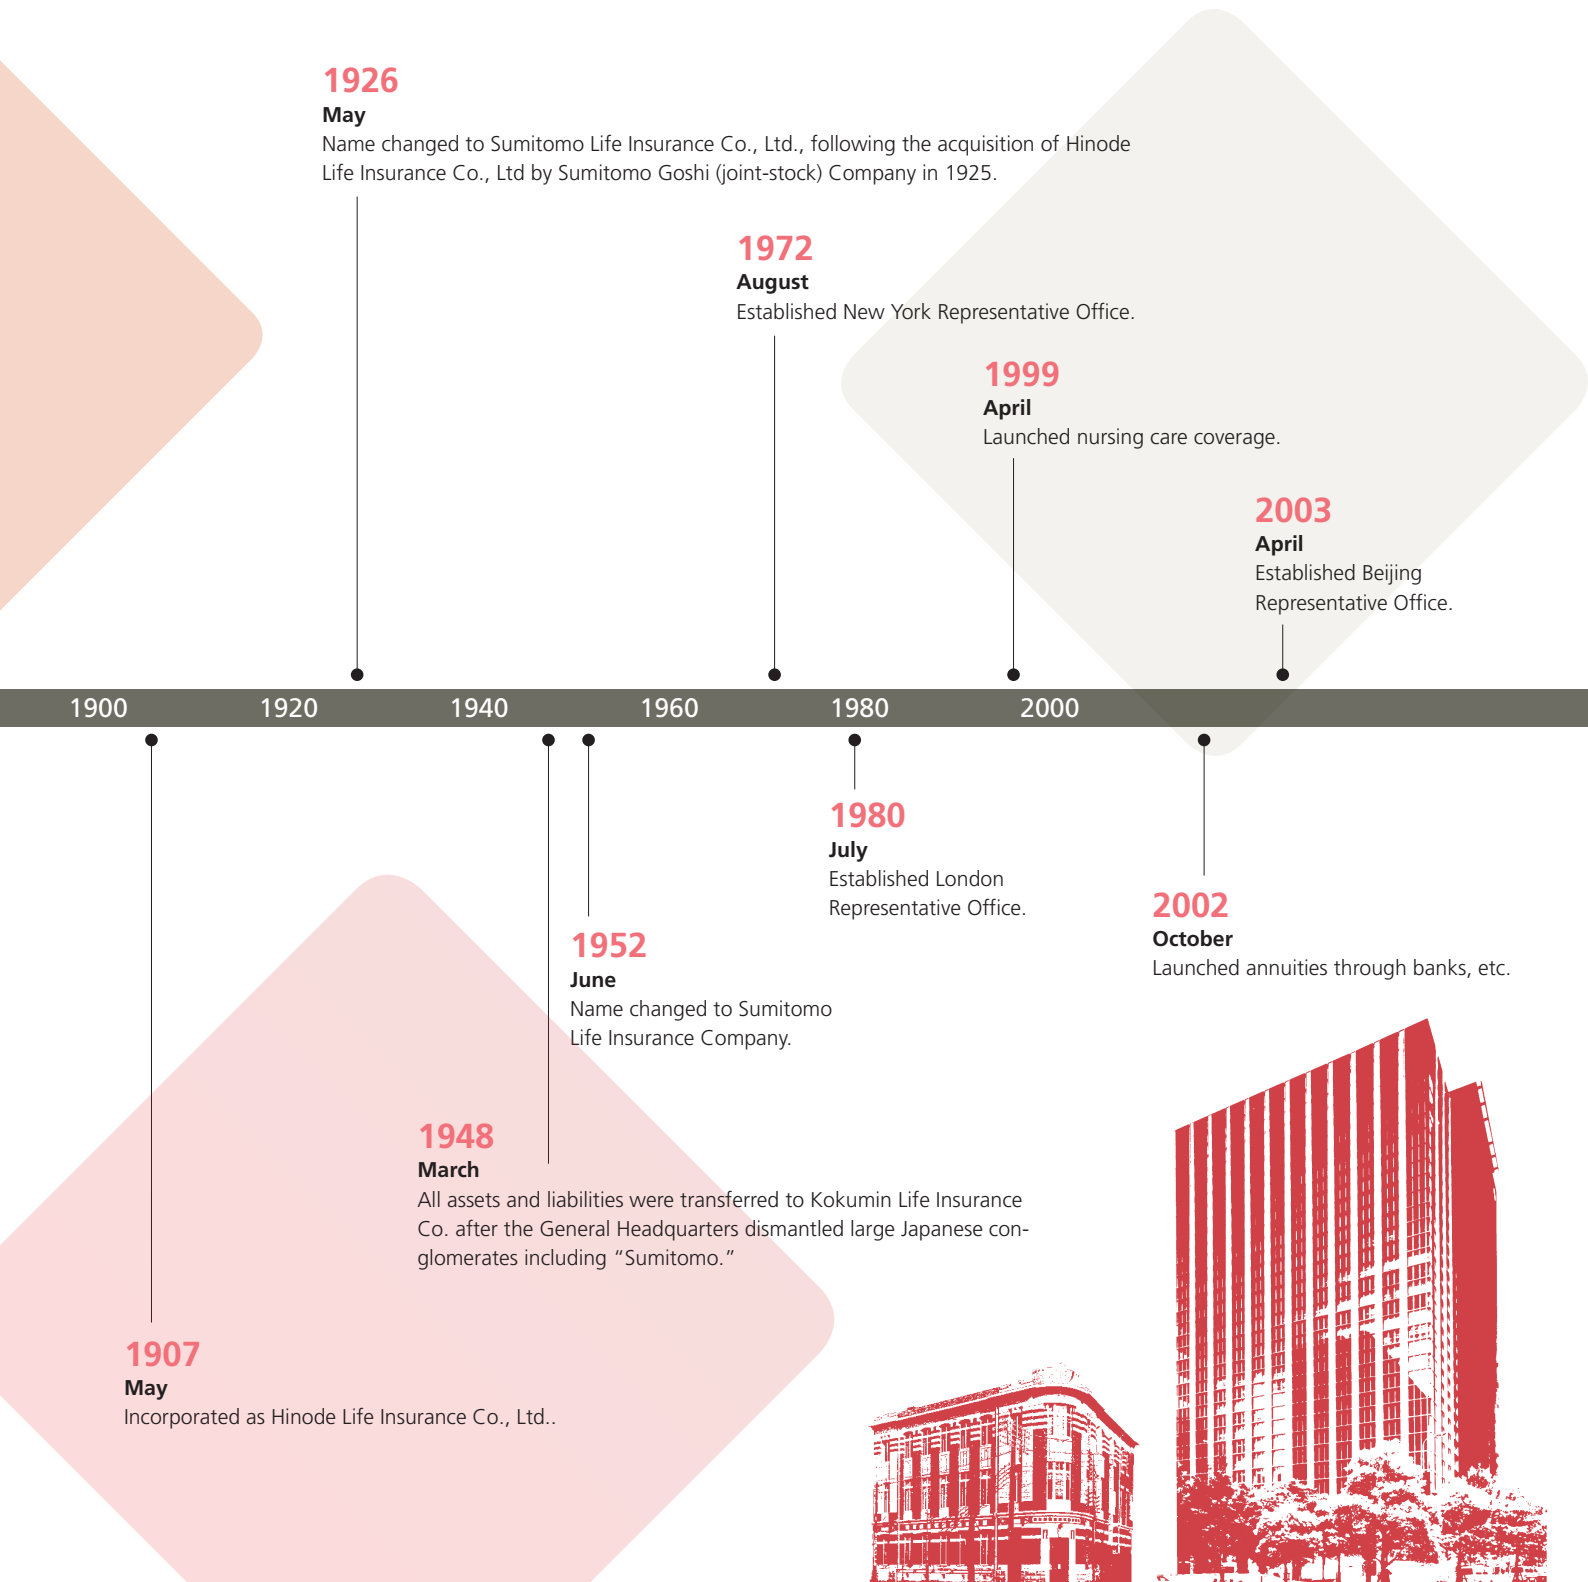 1926
May
Name changed to Sumitomo Life Insurance Co., Ltd., following the acquisition of Hinode
Life Insurance Co., Ltd by Sumitomo Goshi (joint-stock) Company in 1925.
1972
August
Established New York Representative Office.
1999
April
Launched nursing care coverage.
2003
April
Established Beijing
Representative Office.
1900 1920 1940 1960 1980 2000
1980
July
Established London
Representative Office.
2002
October
Launched annuities through banks, etc.
1952
June
Name changed to Sumitomo
Life Insurance Company.
1948
March
All assets and liabilities were transferred to Kokumin Life Insurance
Co. after the General Headquarters dismantled large Japanese con-
glomerates including “Sumitomo.”
1907
May
Incorporated as Hinode Life Insurance Co., Ltd..